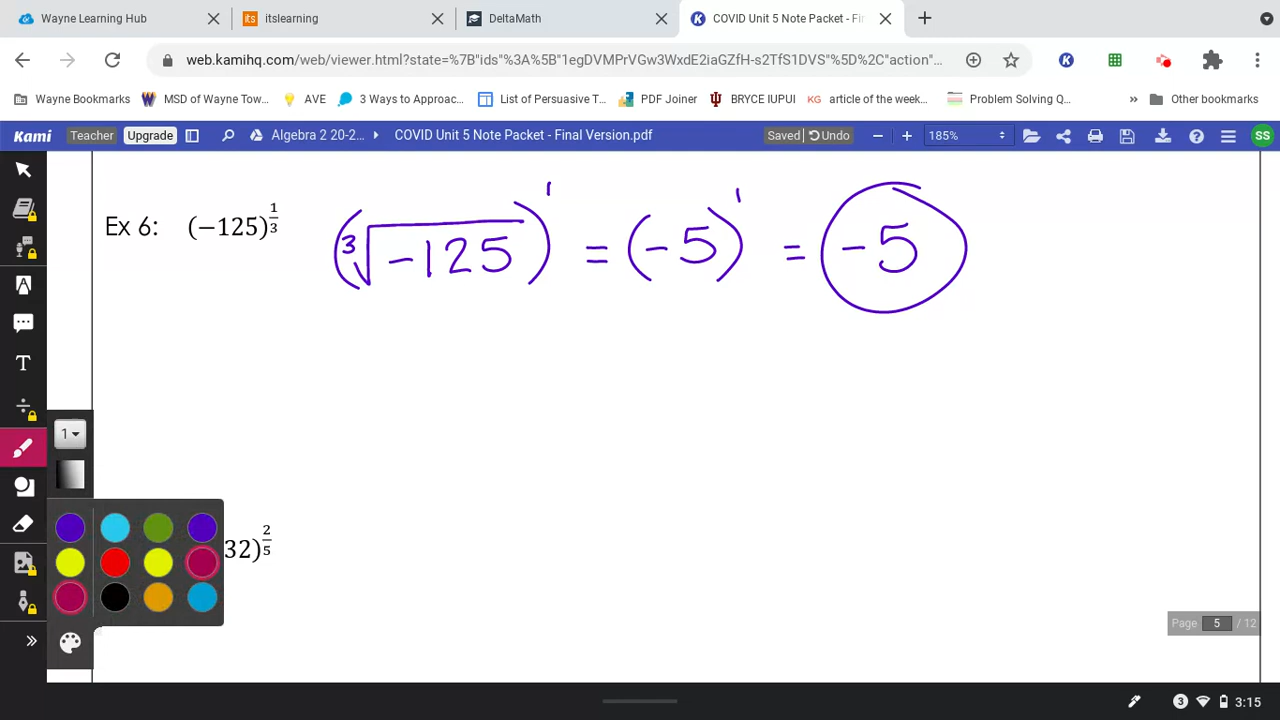 Wayne Learning Hub
its itslearning
DeltaMath
K COVID Unit 5 Note Packet - Fin
web.kamihq.com/web/viewer.html?state=%7B"ids"%3A%5B"1egDVMPrVGw3WxdE2iaGZfH-s2TfS1DVS"%5D%2C"action"...
Wayne Bookmarks
MSD of Wayne Tow...
AVE
3 Ways to Approac...
List of Persuasive T...
PDF Joiner
BRYCE IUPUI
KG article of the week...
Problem Solving Q...
» Other bookmarks
Kami Teacher Upgrade Algebra 2 20-2... COVID Unit 5 Note Packet - Final Version.pdf Saved Undo − + 185% SS
Ex 6: (−125)^(1/3) (∛−125)^1 = (−5)^1 = −5
A
T
1
32)^(2/5)
Page 5 / 12
3 3:15